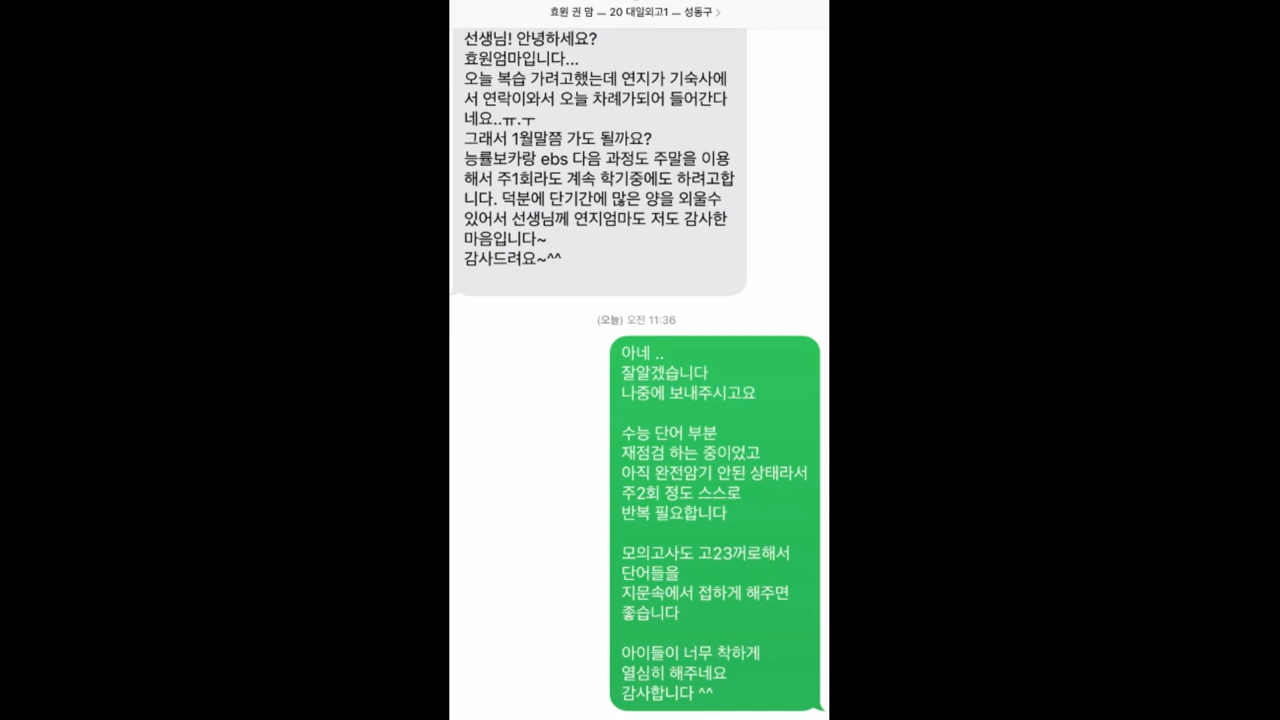 효원 권 맘 – 20 대일외고1 – 성동구 >
선생님! 안녕하세요?
효원엄마입니다...
오늘 복습 가려고했는데 연지가 기숙사에
서 연락이와서 오늘 차례가되어 들어간다
네요..ㅠ.ㅜ
그래서 1월말쯤 가도 될까요?
능률보카랑 ebs 다음 과정도 주말을 이용
해서 주1회라도 계속 학기중에도 하려고합
니다. 덕분에 단기간에 많은 양을 외울수
있어서 선생님께 연지엄마도 저도 감사한
마음입니다~
감사드려요~^^
(오늘) 오전 11:36
아네 ..
잘알겠습니다
나중에 보내주시고요
수능 단어 부분
재점검 하는 중이었고
아직 완전암기 안된 상태라서
주2회 정도 스스로
반복 필요합니다
모의고사도 고23꺼로해서
단어들을
지문속에서 접하게 해주면
좋습니다
아이들이 너무 착하게
열심히 해주네요
감사합니다 ^^